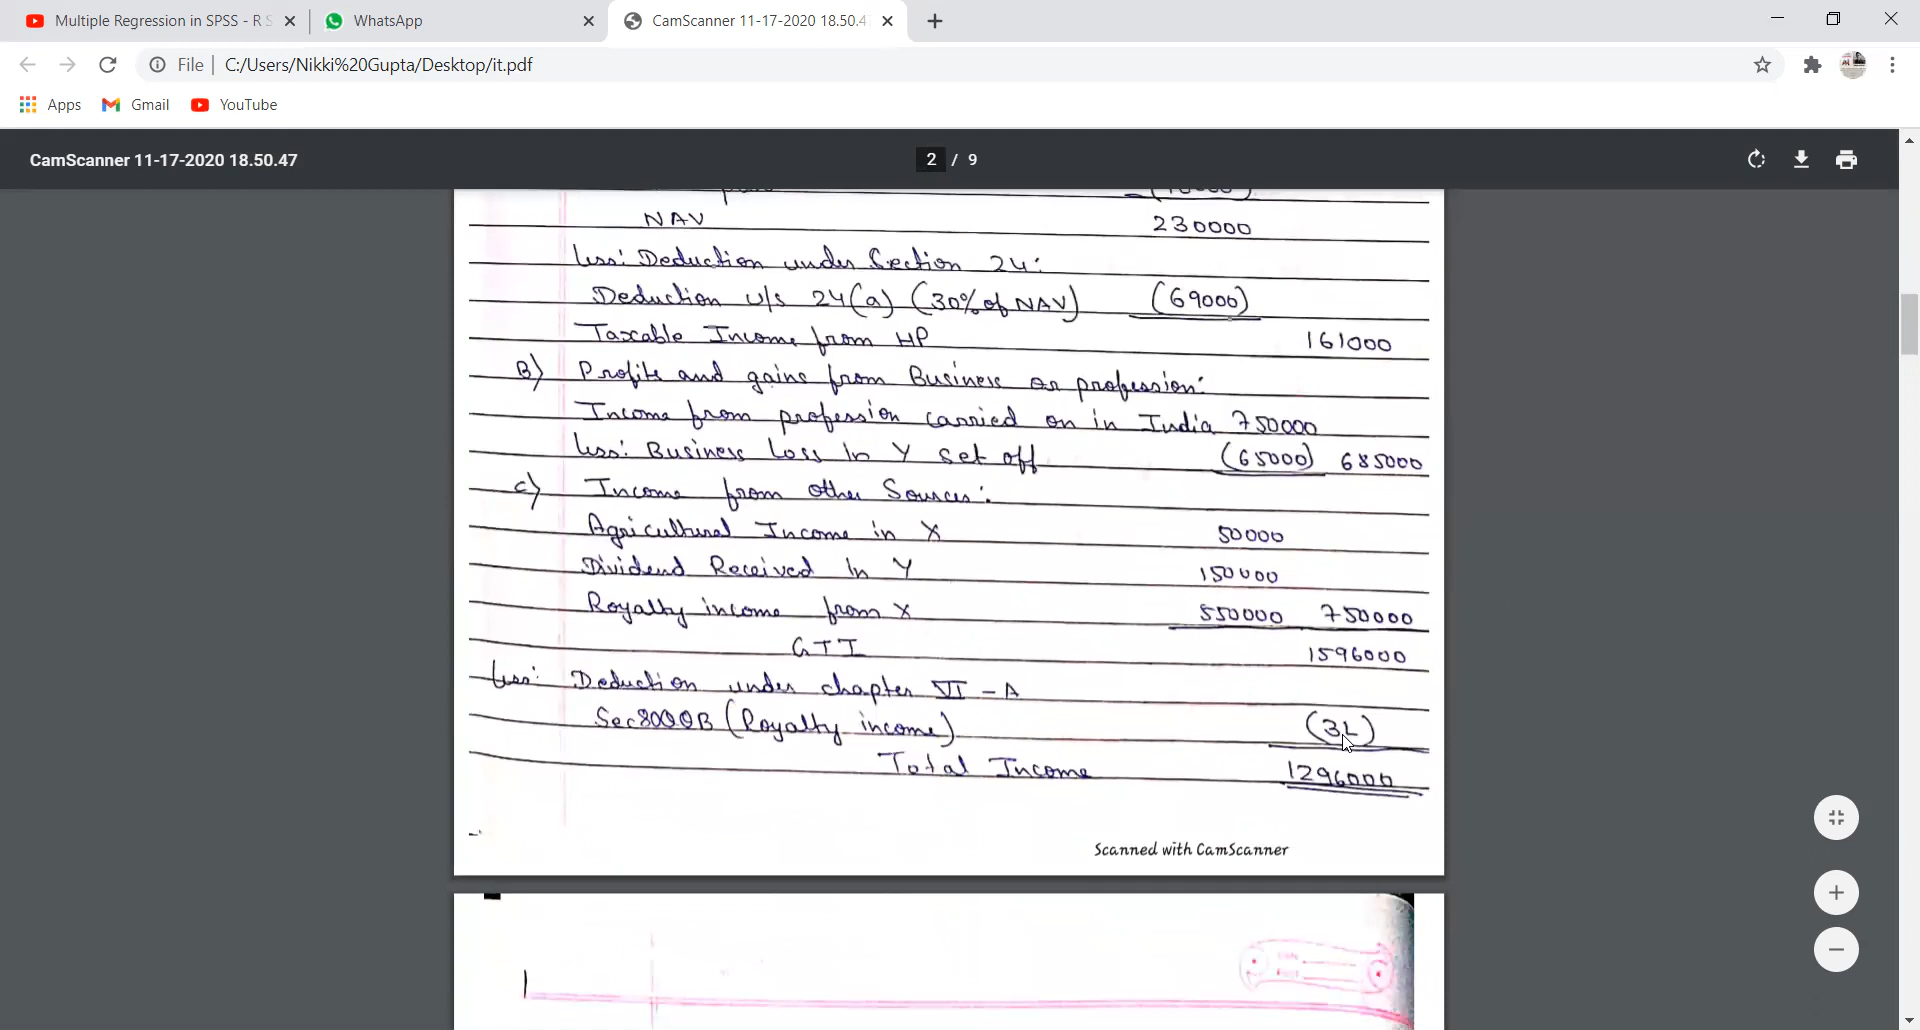 Multiple Regression in SPSS - R S
WhatsApp
CamScanner 11-17-2020 18.50.4
File | C:/Users/Nikki%20Gupta/Desktop/it.pdf
Apps Gmail YouTube
CamScanner 11-17-2020 18.50.47 2 / 9
NAV 230000
Less: Deduction under Section 24:
Deduction u/s 24(a) (30% of NAV) (69000)
Taxable Income from HP 161000
B) Profits and gains from Business or profession:
Income from profession carried on in India 750000
Less: Business Loss In Y set off (65000) 685000
C) Income from other Sources:
Agricultural Income in X 50000
Dividend Received In Y 150000
Royalty income from X 550000 750000
GTI 1596000
Less: Deduction under chapter VI - A
Sec 80QQB (Royalty income) (3L)
Total Income 1296000
Scanned with CamScanner